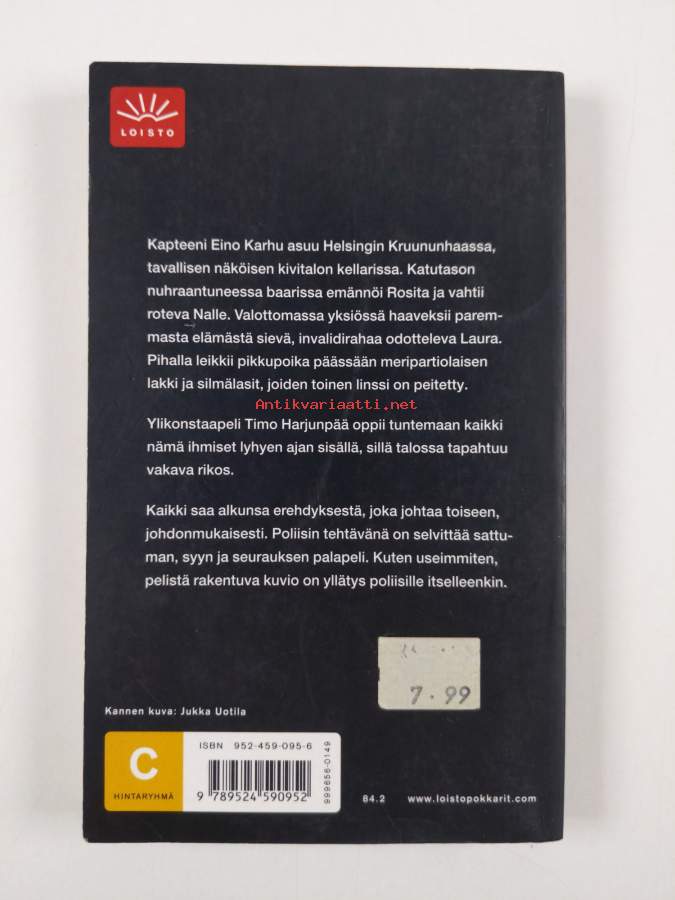 LOISTO
Kapteeni Eino Karhu asuu Helsingin Kruununhaassa,
tavallisen näköisen kivitalon kellarissa. Katutason
nuhraantuneessa baarissa emännöi Rosita ja vahtii
roteva Nalle. Valottomassa yksiössä haaveksii parem-
masta elämästä sievä, invalidirahaa odotteleva Laura.
Pihalla leikkii pikkupoika päässään meripartiolaisen
lakki ja silmälasit, joiden toinen linssi on peitetty.
Antikvariaatti.net
Ylikonstaapeli Timo Harjunpää oppii tuntemaan kaikki
nämä ihmiset lyhyen ajan sisällä, sillä talossa tapahtuu
vakava rikos.
Kaikki saa alkunsa erehdyksestä, joka johtaa toiseen,
johdonmukaisesti. Poliisin tehtävänä on selvittää sattu-
man, syyn ja seurauksen palapeli. Kuten useimmiten,
pelistä rakentuva kuvio on yllätys poliisille itselleenkin.
7.99
Kannen kuva: Jukka Uotila
C
HINTARYHMÄ
ISBN 952-459-095-6
9 789524 590952
999656-0149
84.2 www.loistopokkarit.com